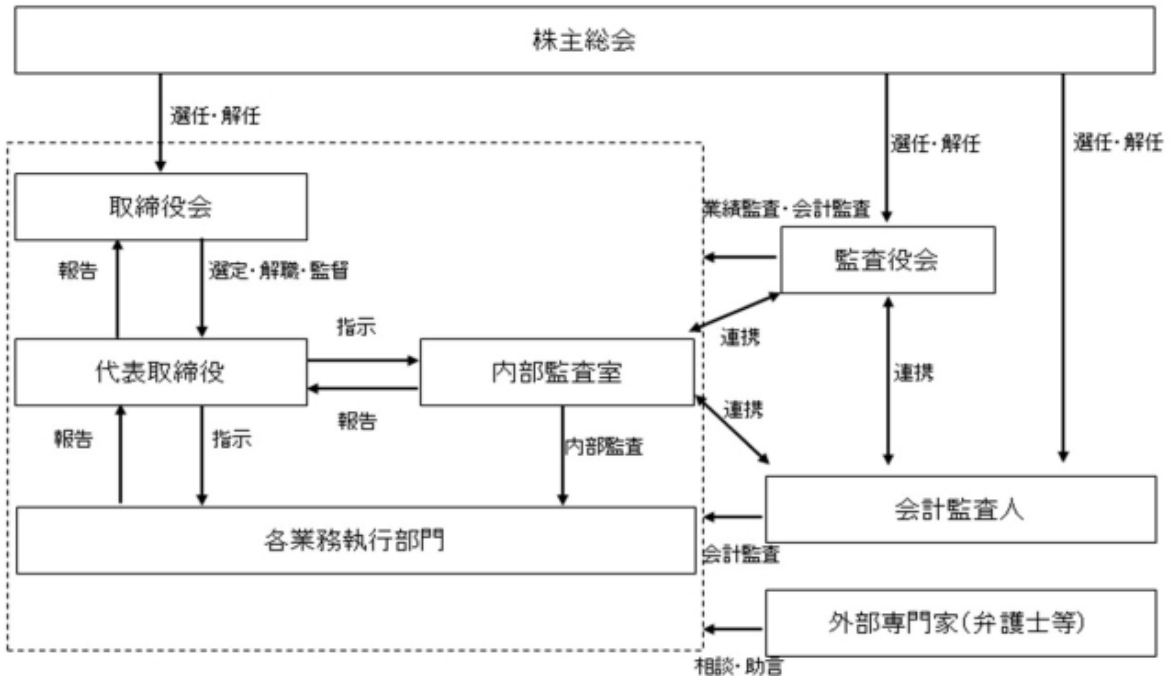 株主総会
選任・解任
選任・解任
選任・解任
取締役会
業績監査・会計監査
監査役会
報告
選定・解職・監督
指示
連携
代表取締役
内部監査室
連携
報告
連携
報告
指示
内部監査
会計監査人
各業務執行部門
会計監査
外部専門家(弁護士等)
相談・助言